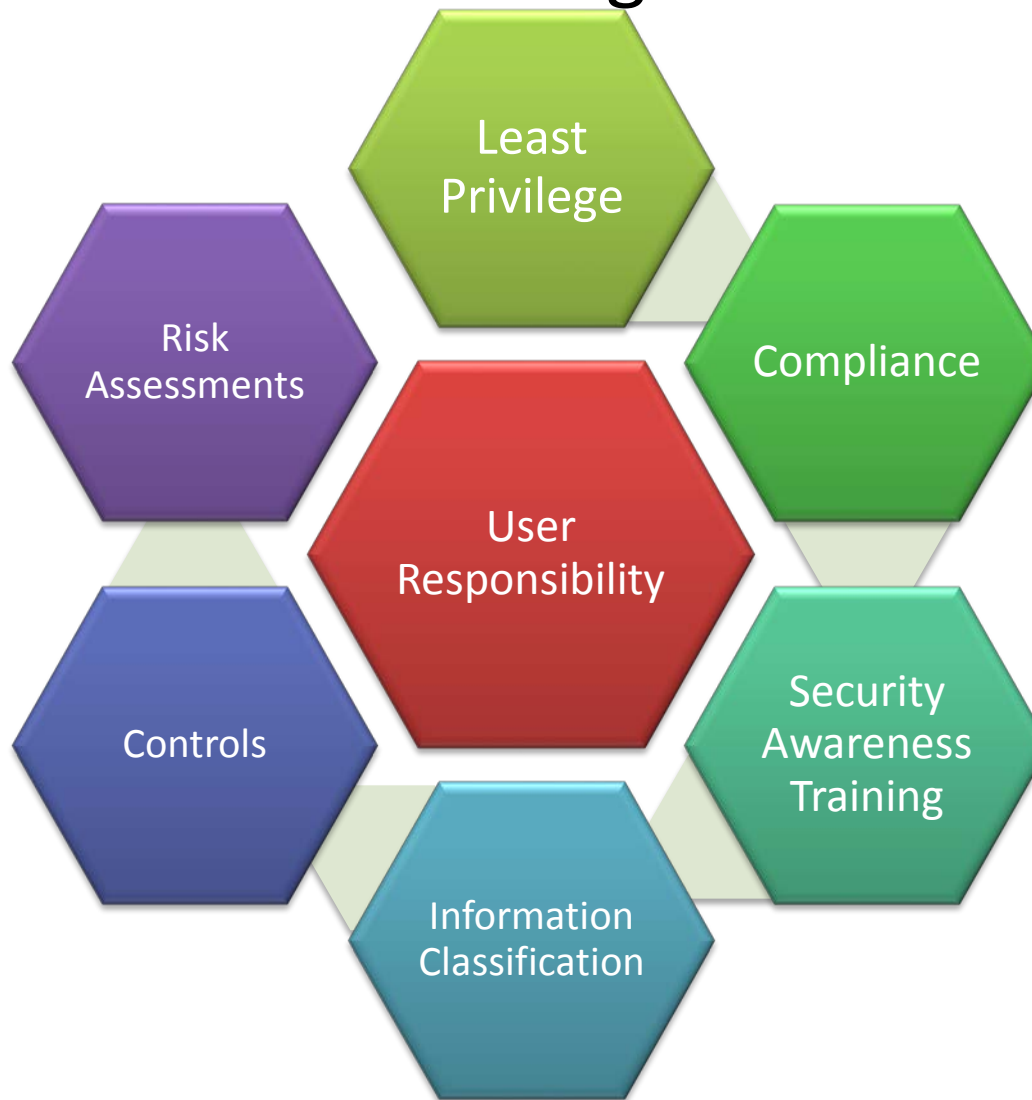 Least
Privilege
Compliance
Security
Awareness
Training
Information
Classification
Controls
Risk
Assessments
User
Responsibility